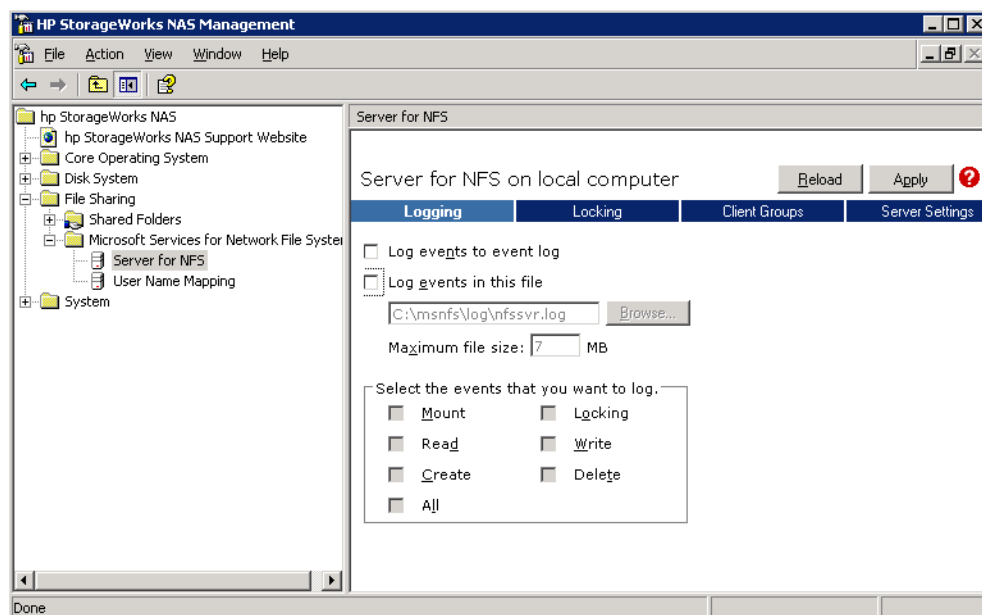 HP StorageWorks NAS Management
File Action View Window Help
hp StorageWorks NAS
hp StorageWorks NAS Support Website
Core Operating System
Disk System
File Sharing
Shared Folders
Microsoft Services for Network File Syster
Server for NFS
User Name Mapping
System
Server for NFS
Server for NFS on local computer Reload Apply ?
Logging Locking Client Groups Server Settings
Log events to event log
Log events in this file
C:\msnfs\log\nfssvr.log Browse...
Maximum file size: 7 MB
Select the events that you want to log.
Mount Locking
Read Write
Create Delete
All
Done